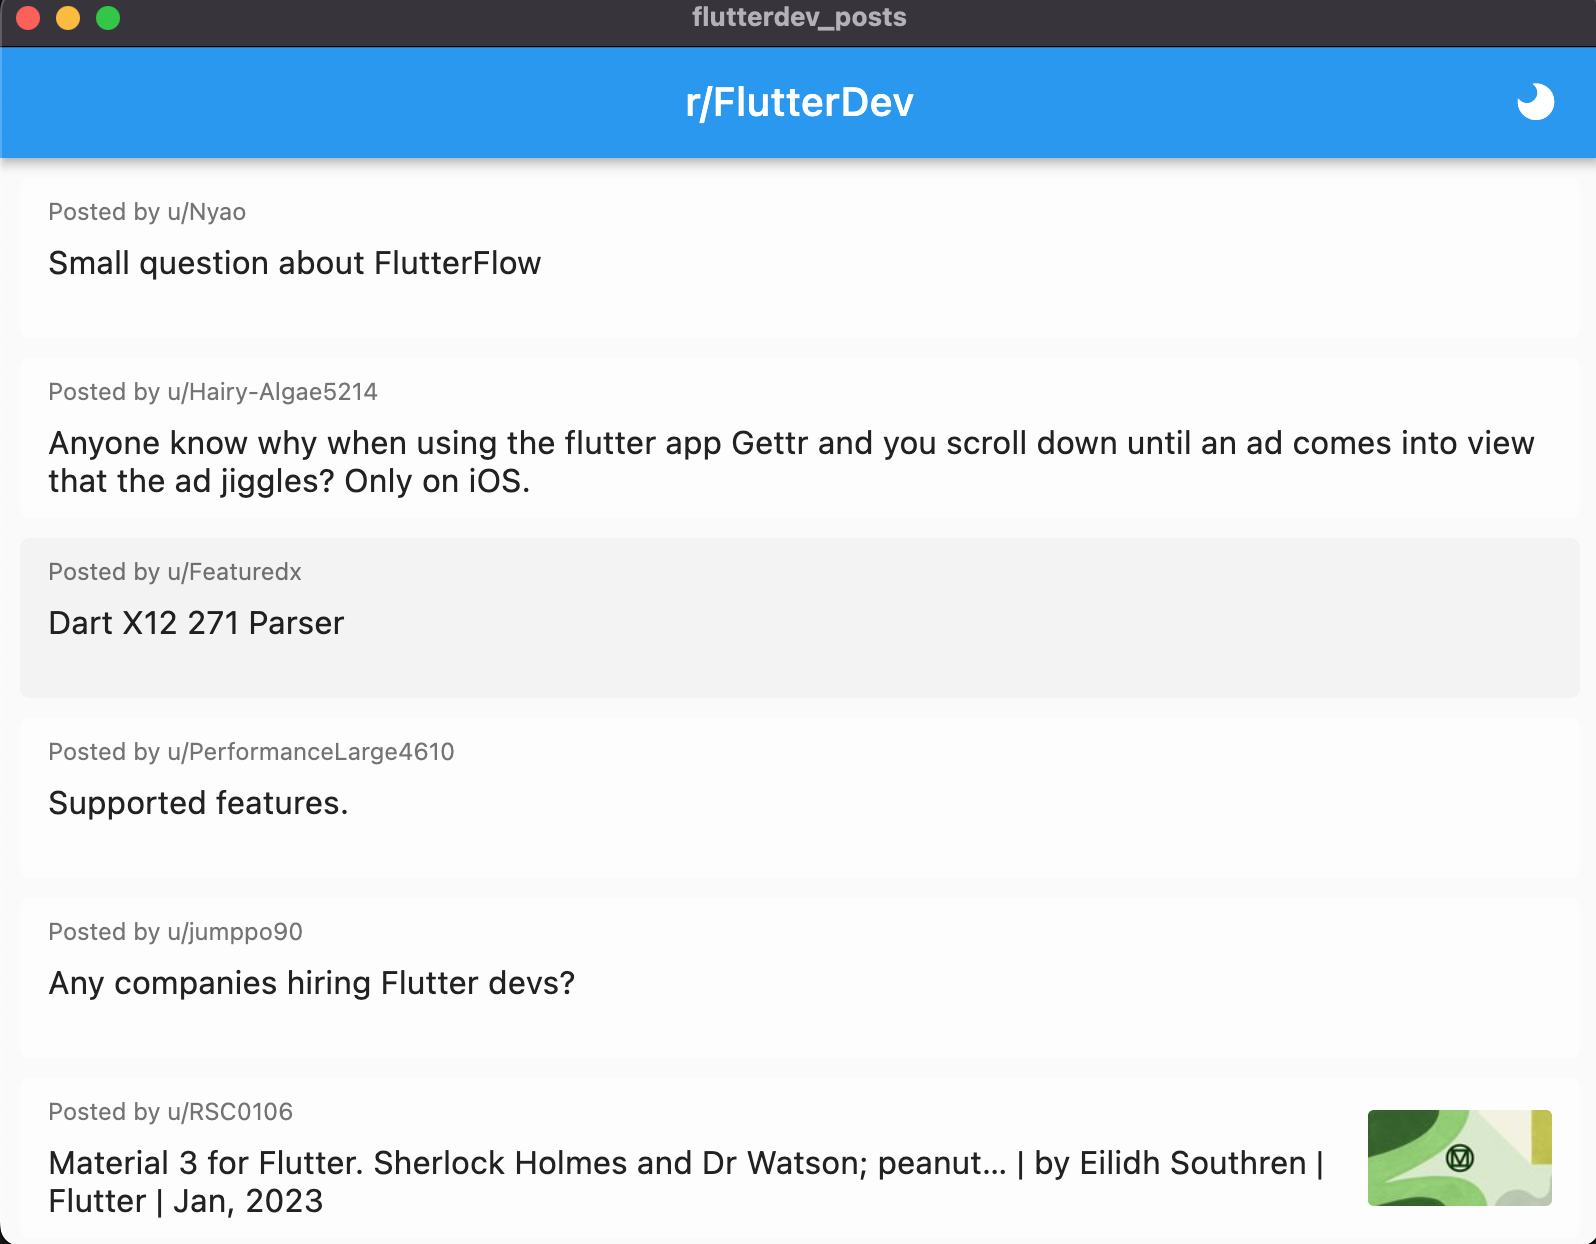 flutterdev_posts
r/FlutterDev
Posted by u/Nyao
Small question about FlutterFlow
Posted by u/Hairy-Algae5214
Anyone know why when using the flutter app Gettr and you scroll down until an ad comes into view
that the ad jiggles? Only on iOS.
Posted by u/Featuredx
Dart X12 271 Parser
Posted by u/PerformanceLarge4610
Supported features.
Posted by u/jumppo90
Any companies hiring Flutter devs?
Posted by u/RSC0106
Material 3 for Flutter. Sherlock Holmes and Dr Watson; peanut… | by Eilidh Southren |
Flutter | Jan, 2023